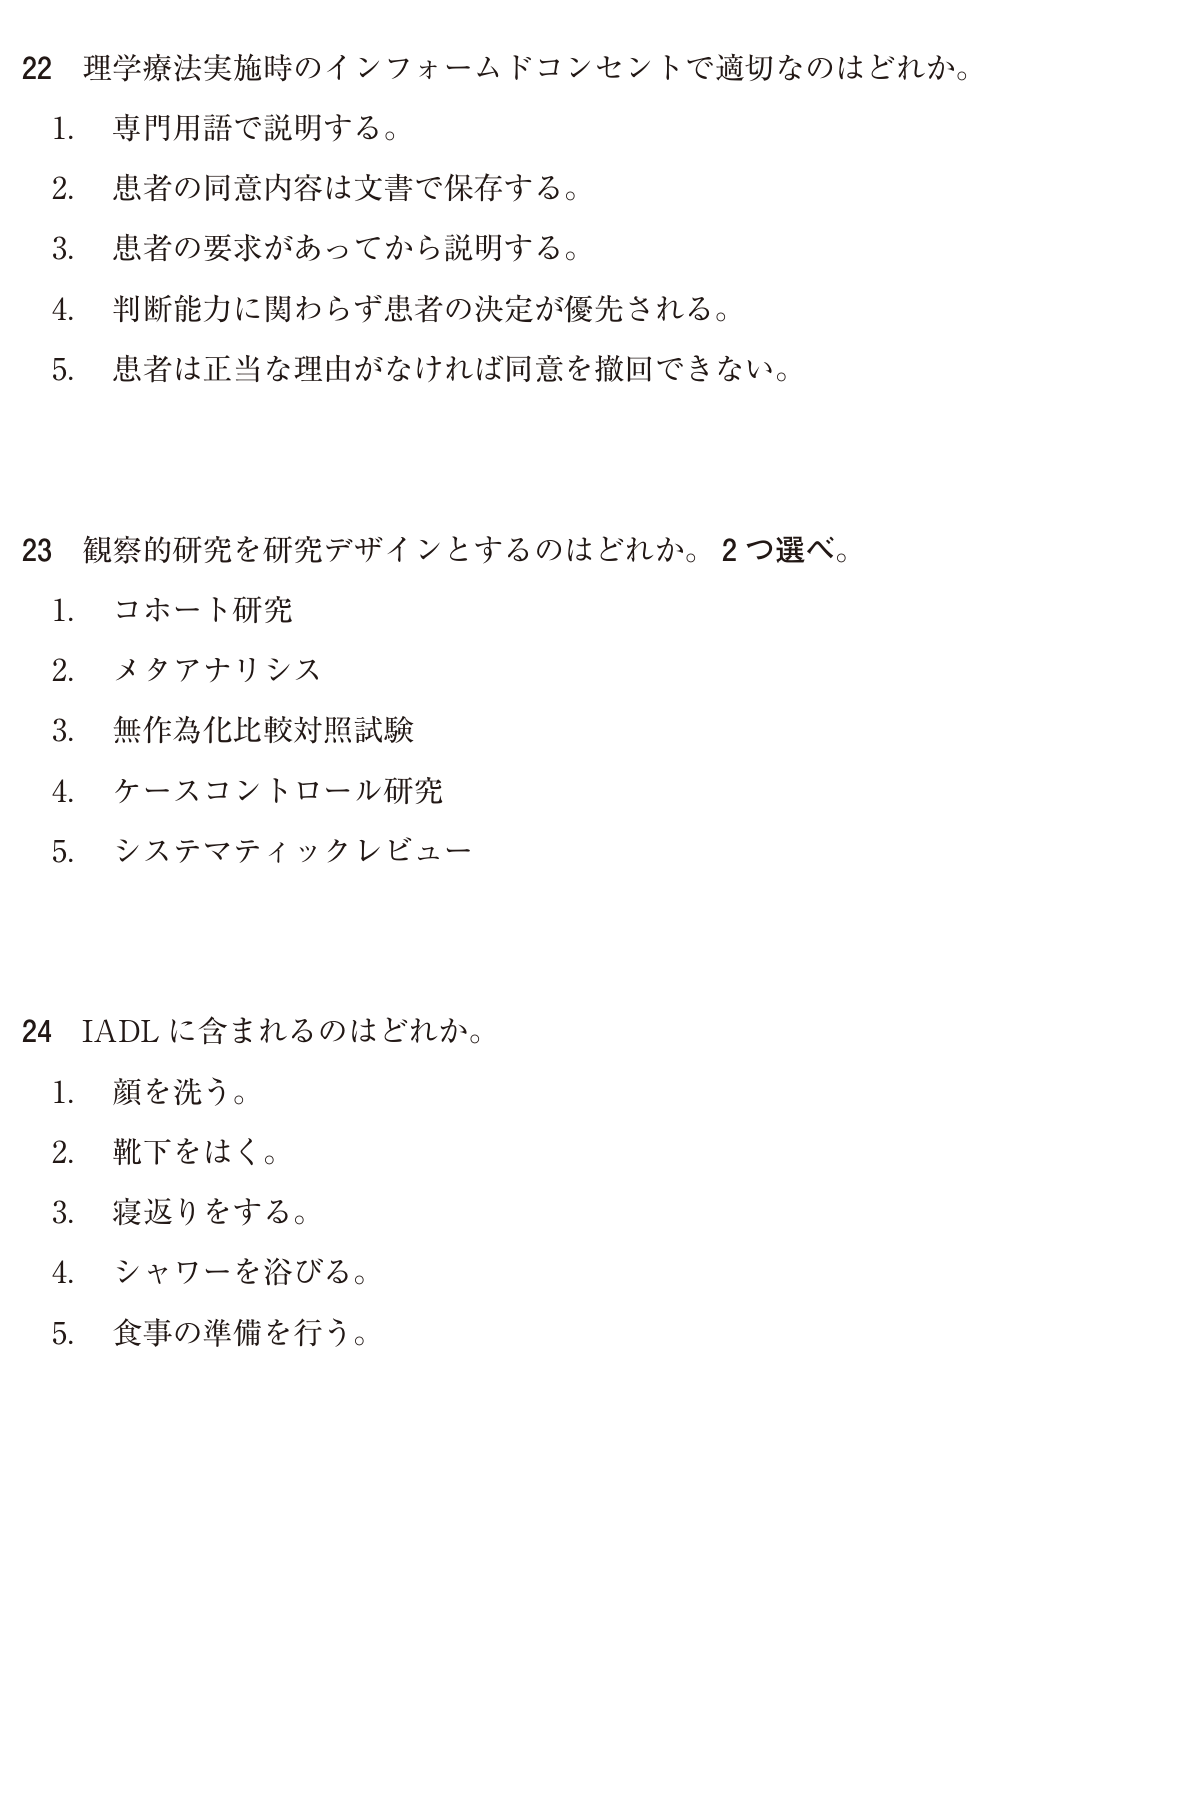 22 理学療法実施時のインフォームドコンセントで適切なのはどれか。
1. 専門用語で説明する。
2. 患者の同意内容は文書で保存する。
3. 患者の要求があってから説明する。
4. 判断能力に関わらず患者の決定が優先される。
5. 患者は正当な理由がなければ同意を撤回できない。
23 観察的研究を研究デザインとするのはどれか。2つ選べ。
1. コホート研究
2. メタアナリシス
3. 無作為化比較対照試験
4. ケースコントロール研究
5. システマティックレビュー
24 IADL に含まれるのはどれか。
1. 顔を洗う。
2. 靴下をはく。
3. 寝返りをする。
4. シャワーを浴びる。
5. 食事の準備を行う。